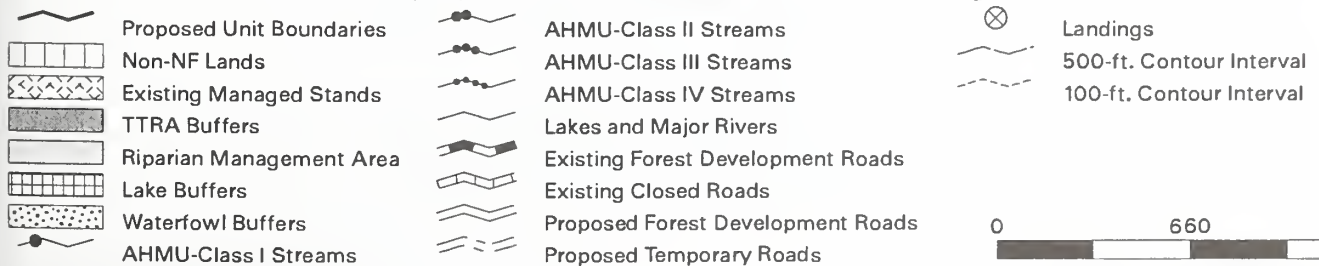 Proposed Unit Boundaries
Non-NF Lands
Existing Managed Stands
TTRA Buffers
Riparian Management Area
Lake Buffers
Waterfowl Buffers
AHMU-Class I Streams
AHMU-Class II Streams
AHMU-Class III Streams
AHMU-Class IV Streams
Lakes and Major Rivers
Existing Forest Development Roads
Existing Closed Roads
Proposed Forest Development Roads
Proposed Temporary Roads
Landings
500-ft. Contour Interval
100-ft. Contour Interval
0 660